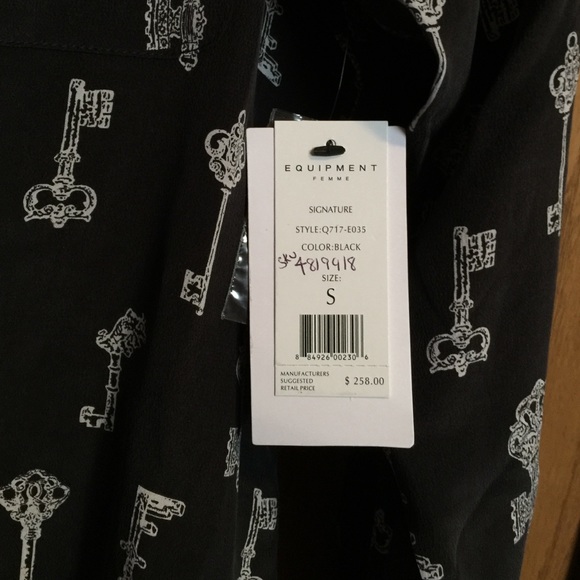 EQUIPMENT
FEMME
SIGNATURE
STYLE:Q717-E035
COLOR:BLACK
SKU 4819418
SIZE:
S
8 84926 00230 6
MANUFACTURERS
SUGGESTED
RETAIL PRICE
$ 258.00